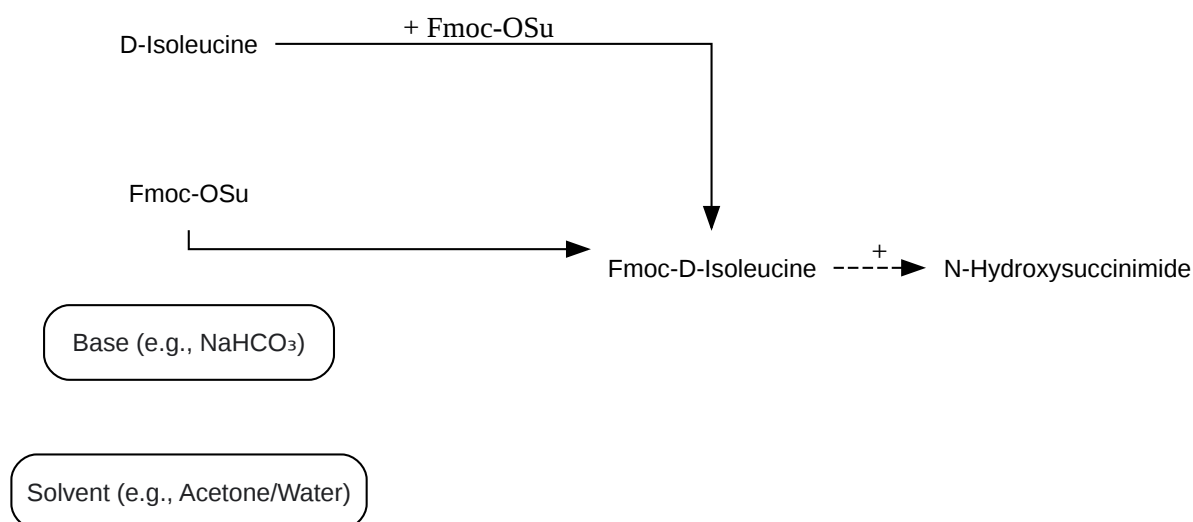 + Fmoc-OSu
D-Isoleucine
Fmoc-OSu
+
Fmoc-D-Isoleucine
N-Hydroxysuccinimide
Base (e.g., NaHCO₃)
Solvent (e.g., Acetone/Water)